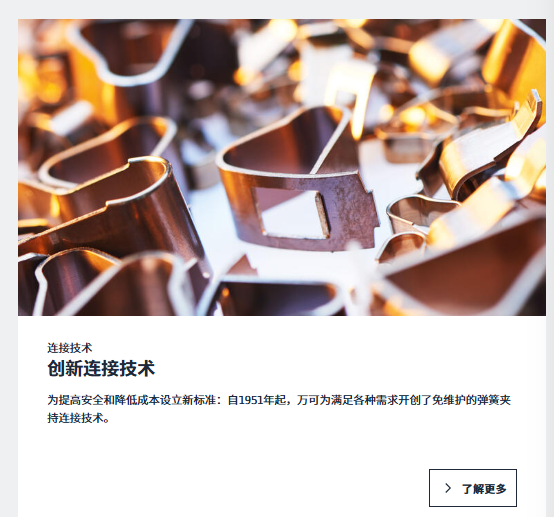 连接技术
创新连接技术
为提高安全和降低成本设立新标准：自1951年起，万可为满足各种需求开创了免维护的弹簧夹
持连接技术。
了解更多